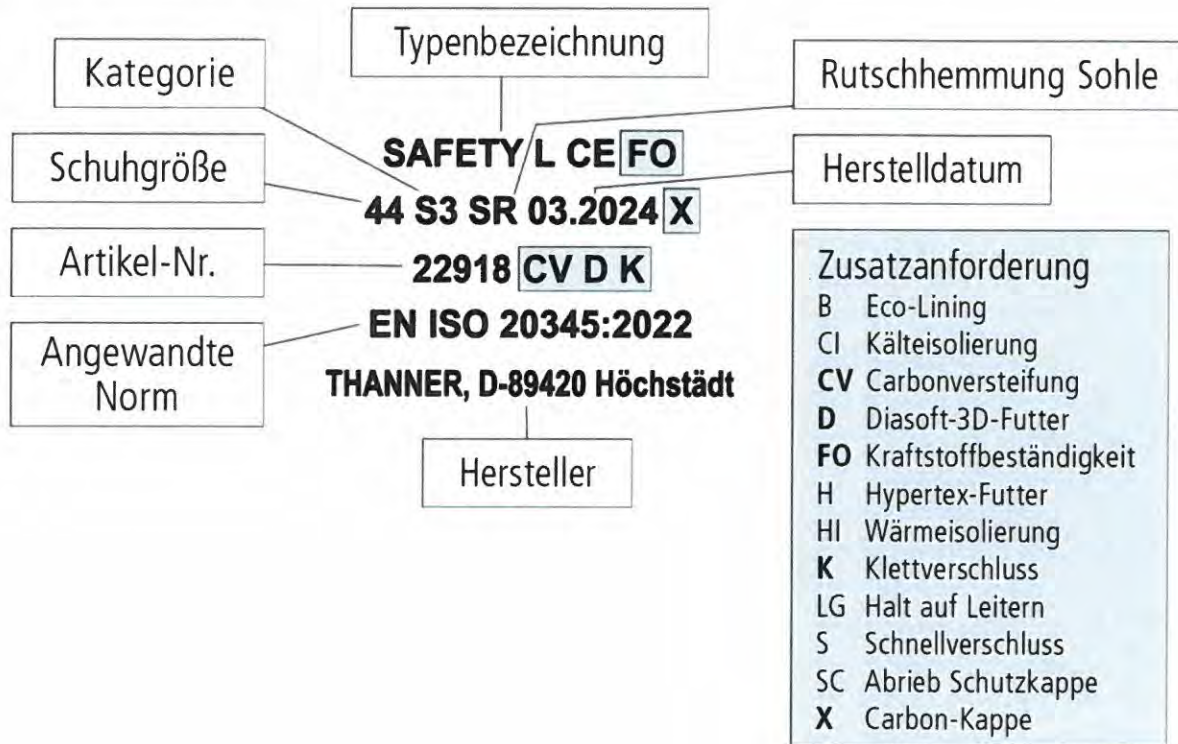 Typenbezeichnung
Kategorie
Rutschhemmung Sohle
Schuhgröße
Herstelldatum
Artikel-Nr.
Angewandte
Norm
SAFETY L CE FO
44 S3 SR 03.2024 X
22918 CV D K
EN ISO 20345:2022
THANNER, D-89420 Höchstädt
Hersteller
Zusatzanforderung
B Eco-Lining
CI Kälteisolierung
CV Carbonversteifung
D Diasoft-3D-Futter
FO Kraftstoffbeständigkeit
H Hypertex-Futter
HI Wärmeisolierung
K Klettverschluss
LG Halt auf Leitern
S Schnellverschluss
SC Abrieb Schutzkappe
X Carbon-Kappe